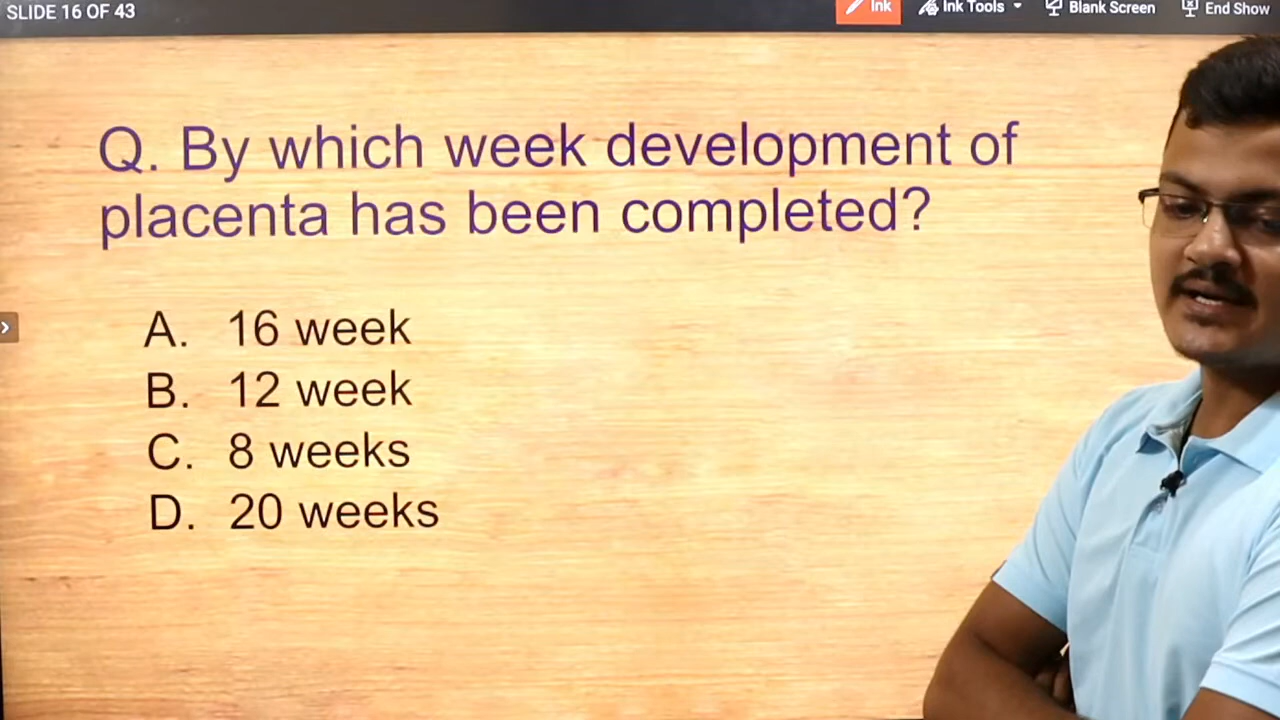 SLIDE 16 OF 43
Ink
Ink Tools
Blank Screen
End Show
Q. By which week development of
placenta has been completed?
A. 16 week
B. 12 week
C. 8 weeks
D. 20 weeks